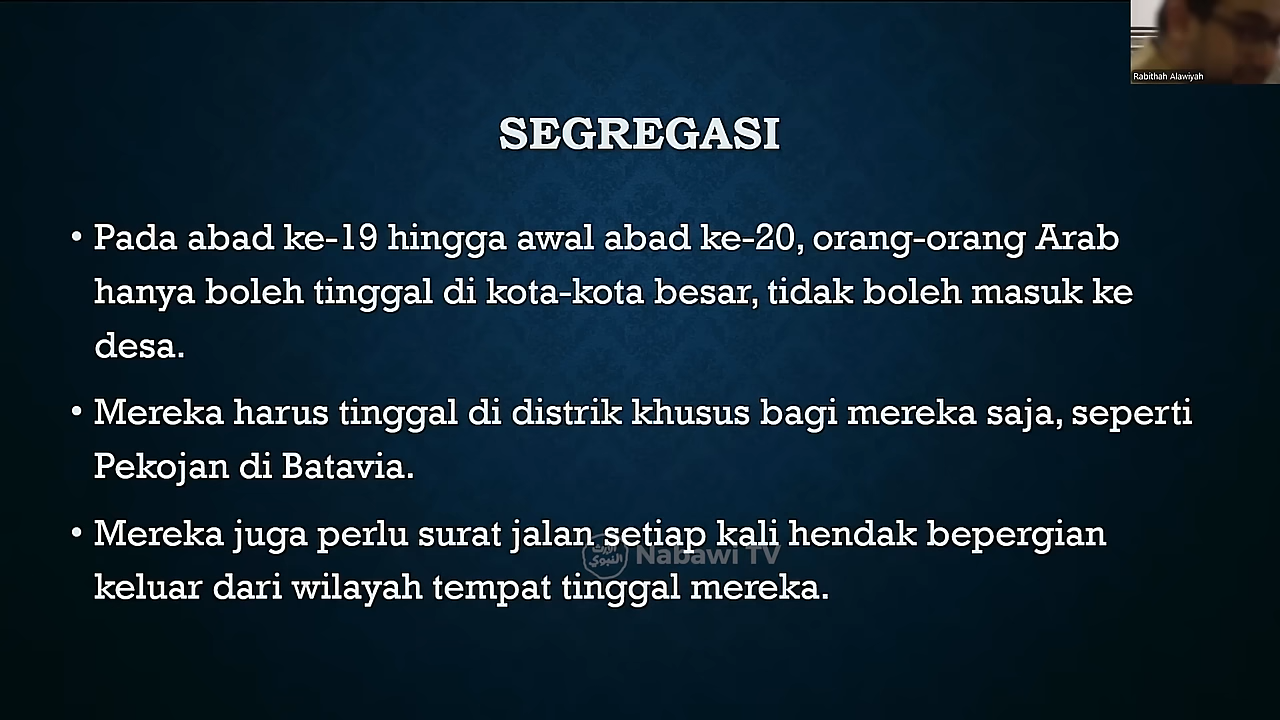 Rabithah Alawiyah
SEGREGASI
• Pada abad ke-19 hingga awal abad ke-20, orang-orang Arab
hanya boleh tinggal di kota-kota besar, tidak boleh masuk ke
desa.
• Mereka harus tinggal di distrik khusus bagi mereka saja, seperti
Pekojan di Batavia.
• Mereka juga perlu surat jalan setiap kali hendak bepergian
Nabawi TV
keluar dari wilayah tempat tinggal mereka.